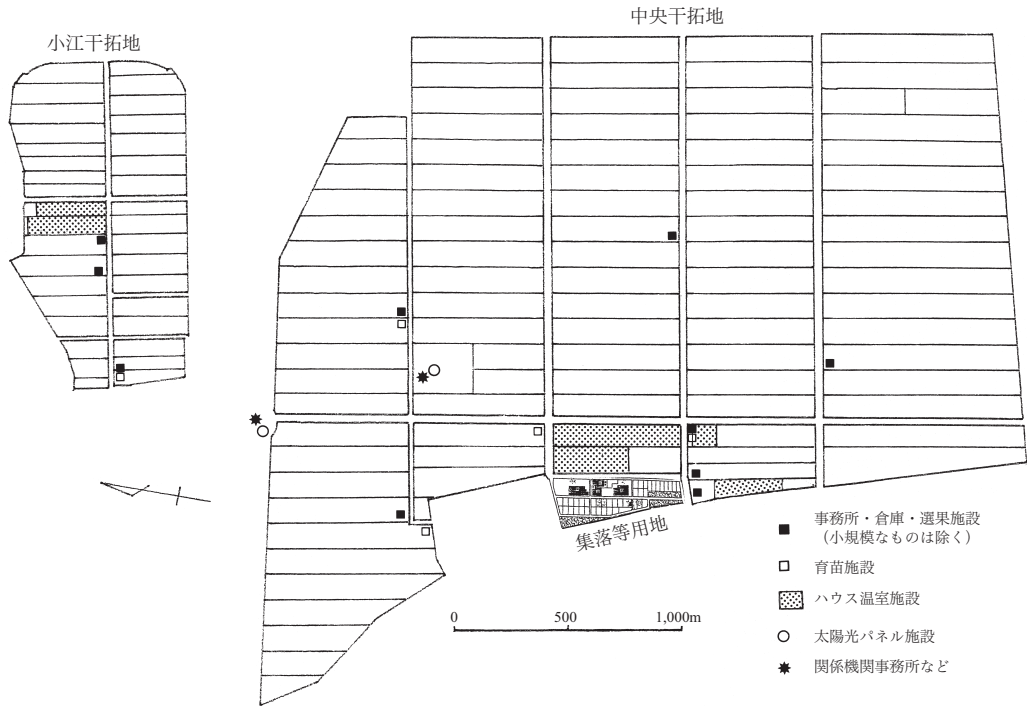 中央干拓地
小江干拓地
集落等用地
0 500 1,000m
事務所・倉庫・選果施設
（小規模なものは除く）
育苗施設
ハウス温室施設
太陽光パネル施設
関係機関事務所など